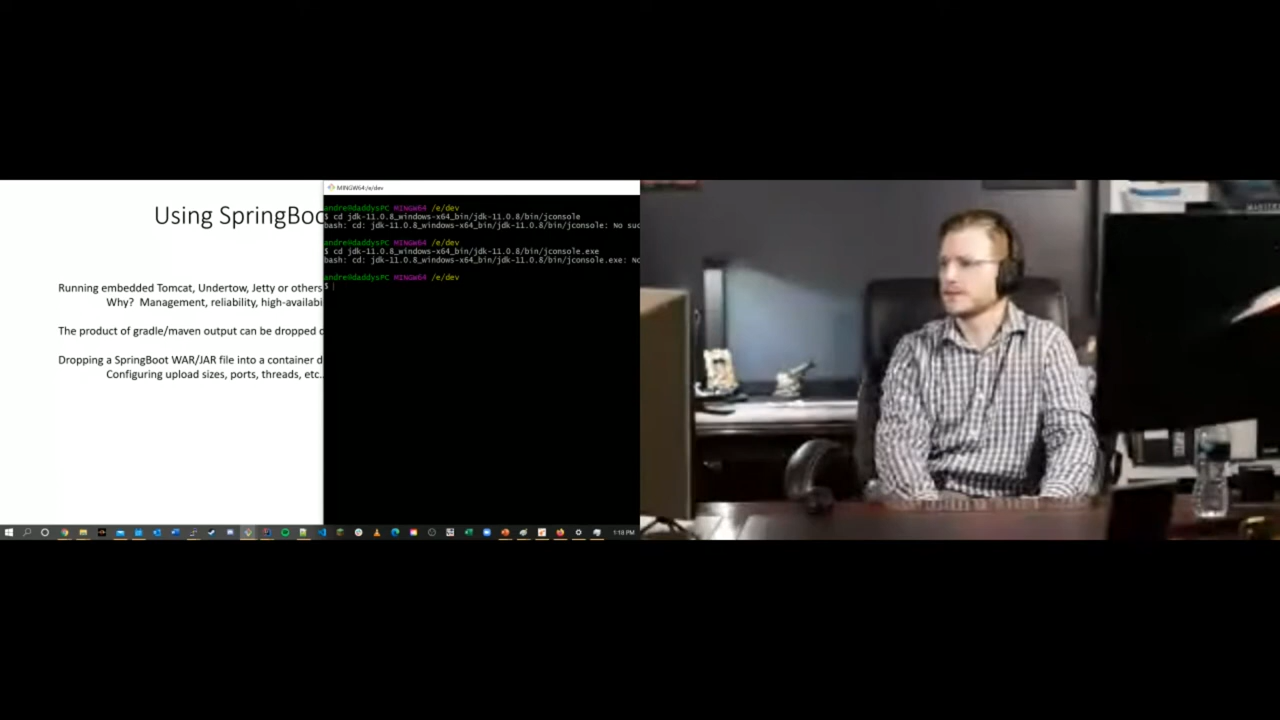 Using SpringBoo
Running embedded Tomcat, Undertow, Jetty or others
Why? Management, reliability, high-availabi
The product of gradle/maven output can be dropped
Dropping a SpringBoot WAR/JAR file into a container d
Configuring upload sizes, ports, threads, etc..
MINGW64:/e/dev
andre@daddysPC MINGW64 /e/dev
$ cd jdk-11.0.8_windows-x64_bin/jdk-11.0.8/bin/jconsole
bash: cd: jdk-11.0.8_windows-x64_bin/jdk-11.0.8/bin/jconsole: No suc
andre@daddysPC MINGW64 /e/dev
$ cd jdk-11.0.8_windows-x64_bin/jdk-11.0.8/bin/jconsole.exe
bash: cd: jdk-11.0.8_windows-x64_bin/jdk-11.0.8/bin/jconsole.exe: No
andre@daddysPC MINGW64 /e/dev
$
1:18 PM